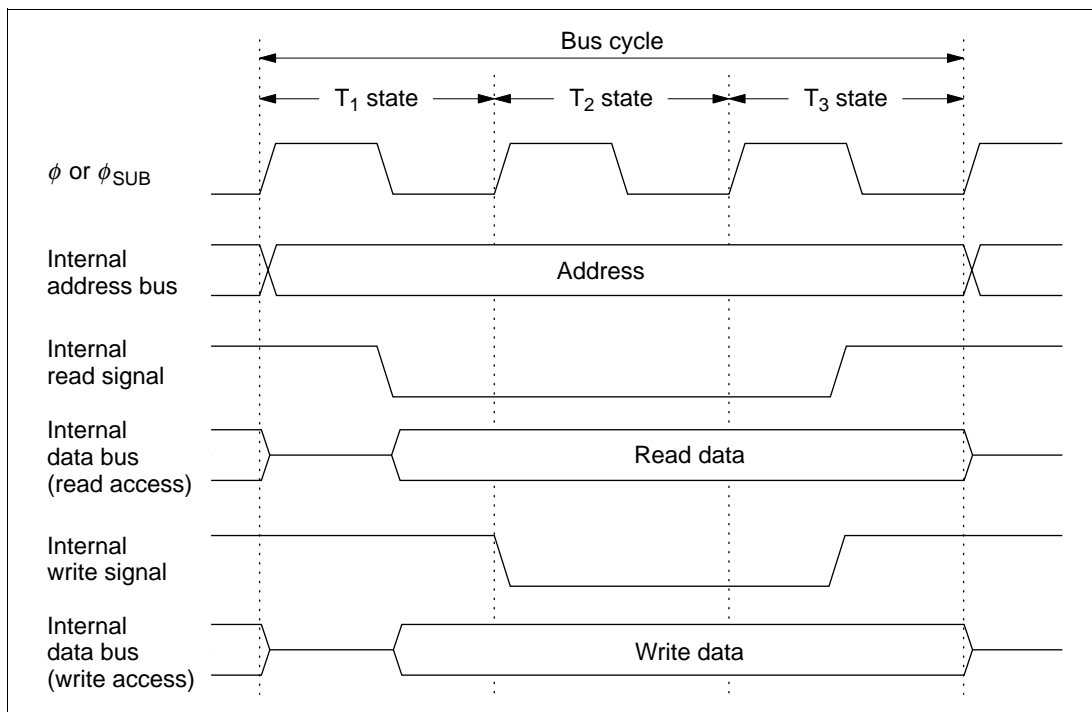 Bus cycle
T1 state
T2 state
T3 state
ϕ or ϕSUB
Internal
address bus
Address
Internal
read signal
Internal
data bus
(read access)
Read data
Internal
write signal
Internal
data bus
(write access)
Write data